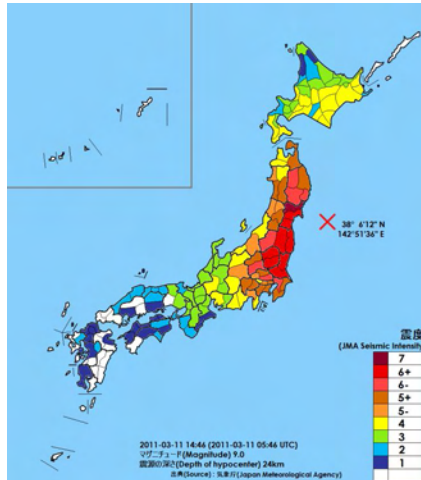 38° 6'12" N
142° 51'36" E
震度
(JMA Seismic Intensity
7
6+
6-
5+
5-
4
3
2
1
2011-03-11 14:46 (2011-03-11 05:46 UTC)
マグニチュード(Magnitude) 9.0
震源の深さ(Depth of hypocenter) 24km
出典(Source) : 気象庁(Japan Meteorological Agency)